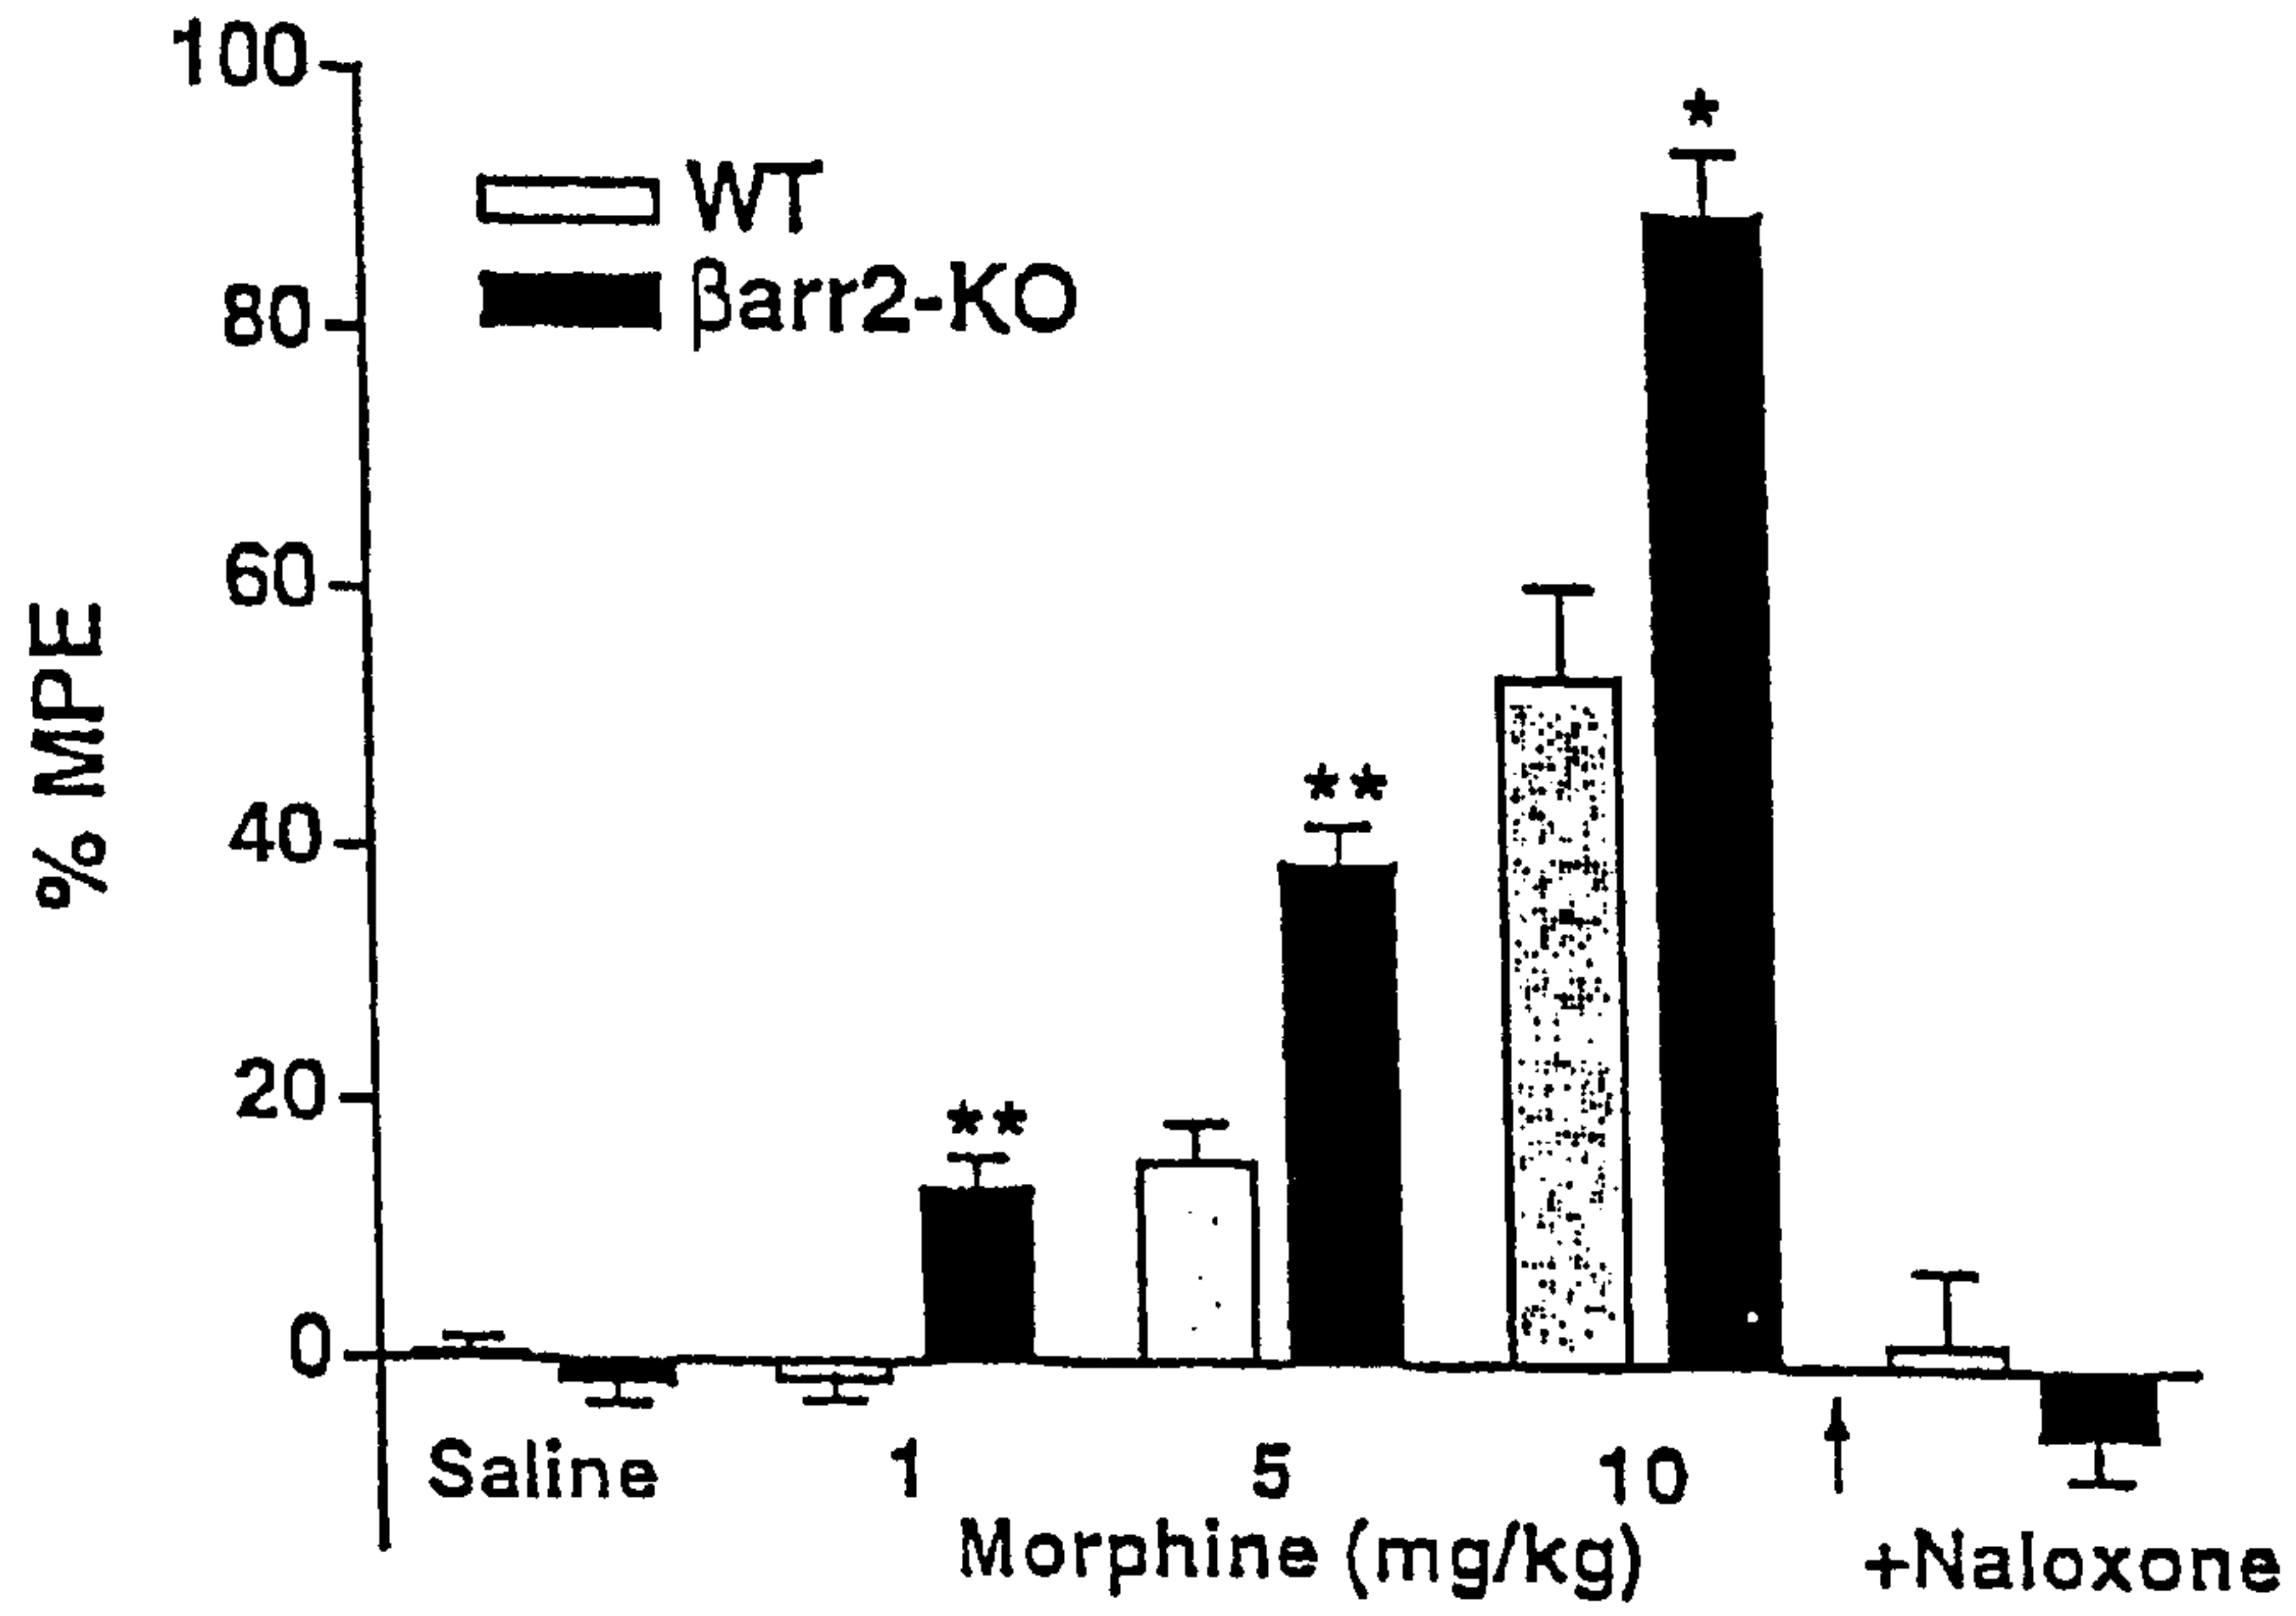 100
80
60
40
20
0
% MPE
WT
βarr2-KO
*
**
**
Saline 1 5 10
Morphine (mg/kg)
+Naloxone